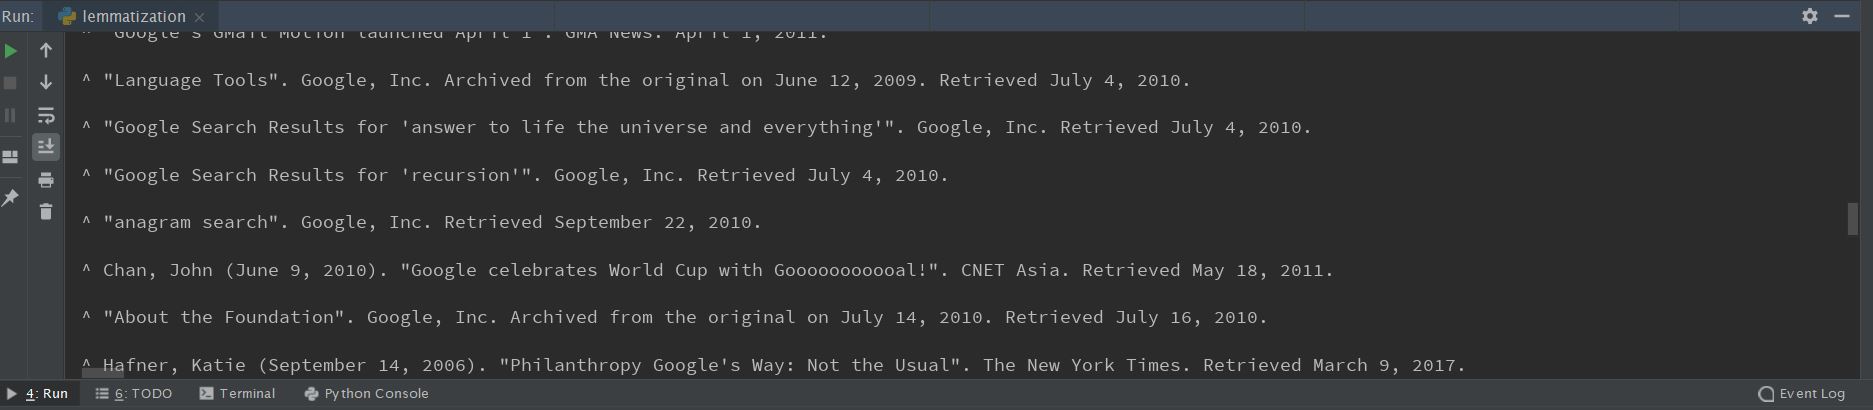 Run: lemmatization
^ "Google's GMail Motion launched April 1". GMA News. April 1, 2011.
^ "Language Tools". Google, Inc. Archived from the original on June 12, 2009. Retrieved July 4, 2010.
^ "Google Search Results for 'answer to life the universe and everything'". Google, Inc. Retrieved July 4, 2010.
^ "Google Search Results for 'recursion'". Google, Inc. Retrieved July 4, 2010.
^ "anagram search". Google, Inc. Retrieved September 22, 2010.
^ Chan, John (June 9, 2010). "Google celebrates World Cup with Gooooooooooal!". CNET Asia. Retrieved May 18, 2011.
^ "About the Foundation". Google, Inc. Archived from the original on July 14, 2010. Retrieved July 16, 2010.
^ Hafner, Katie (September 14, 2006). "Philanthropy Google's Way: Not the Usual". The New York Times. Retrieved March 9, 2017.
4: Run 6: TODO Terminal Python Console Event Log